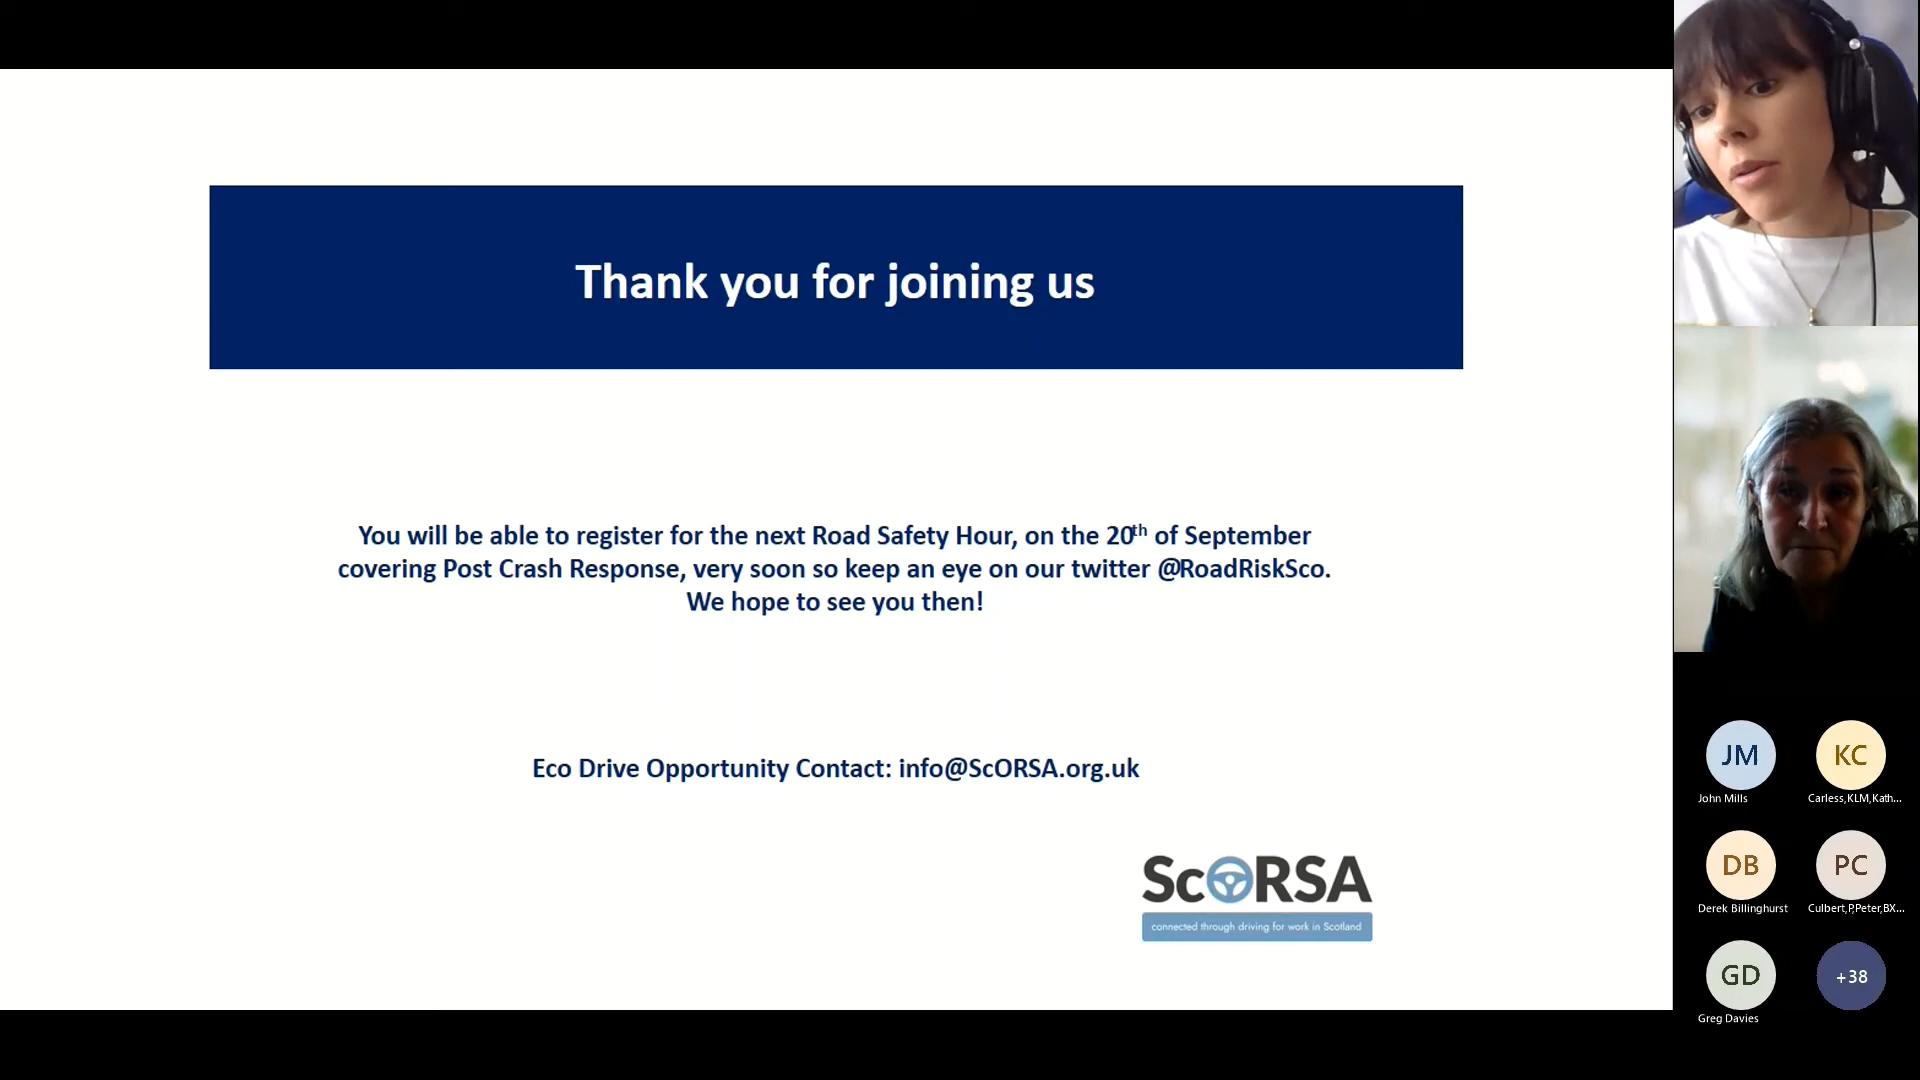 Thank you for joining us
You will be able to register for the next Road Safety Hour, on the 20th of September
covering Post Crash Response, very soon so keep an eye on our twitter @RoadRiskSco.
We hope to see you then!
Eco Drive Opportunity Contact: info@ScORSA.org.uk
ScORSA
connected through driving for work in Scotland
JM
John Mills
KC
Carless,KLM,Kath...
DB
Derek Billinghurst
PC
Culbert,P,Peter,BX...
GD
Greg Davies
+38